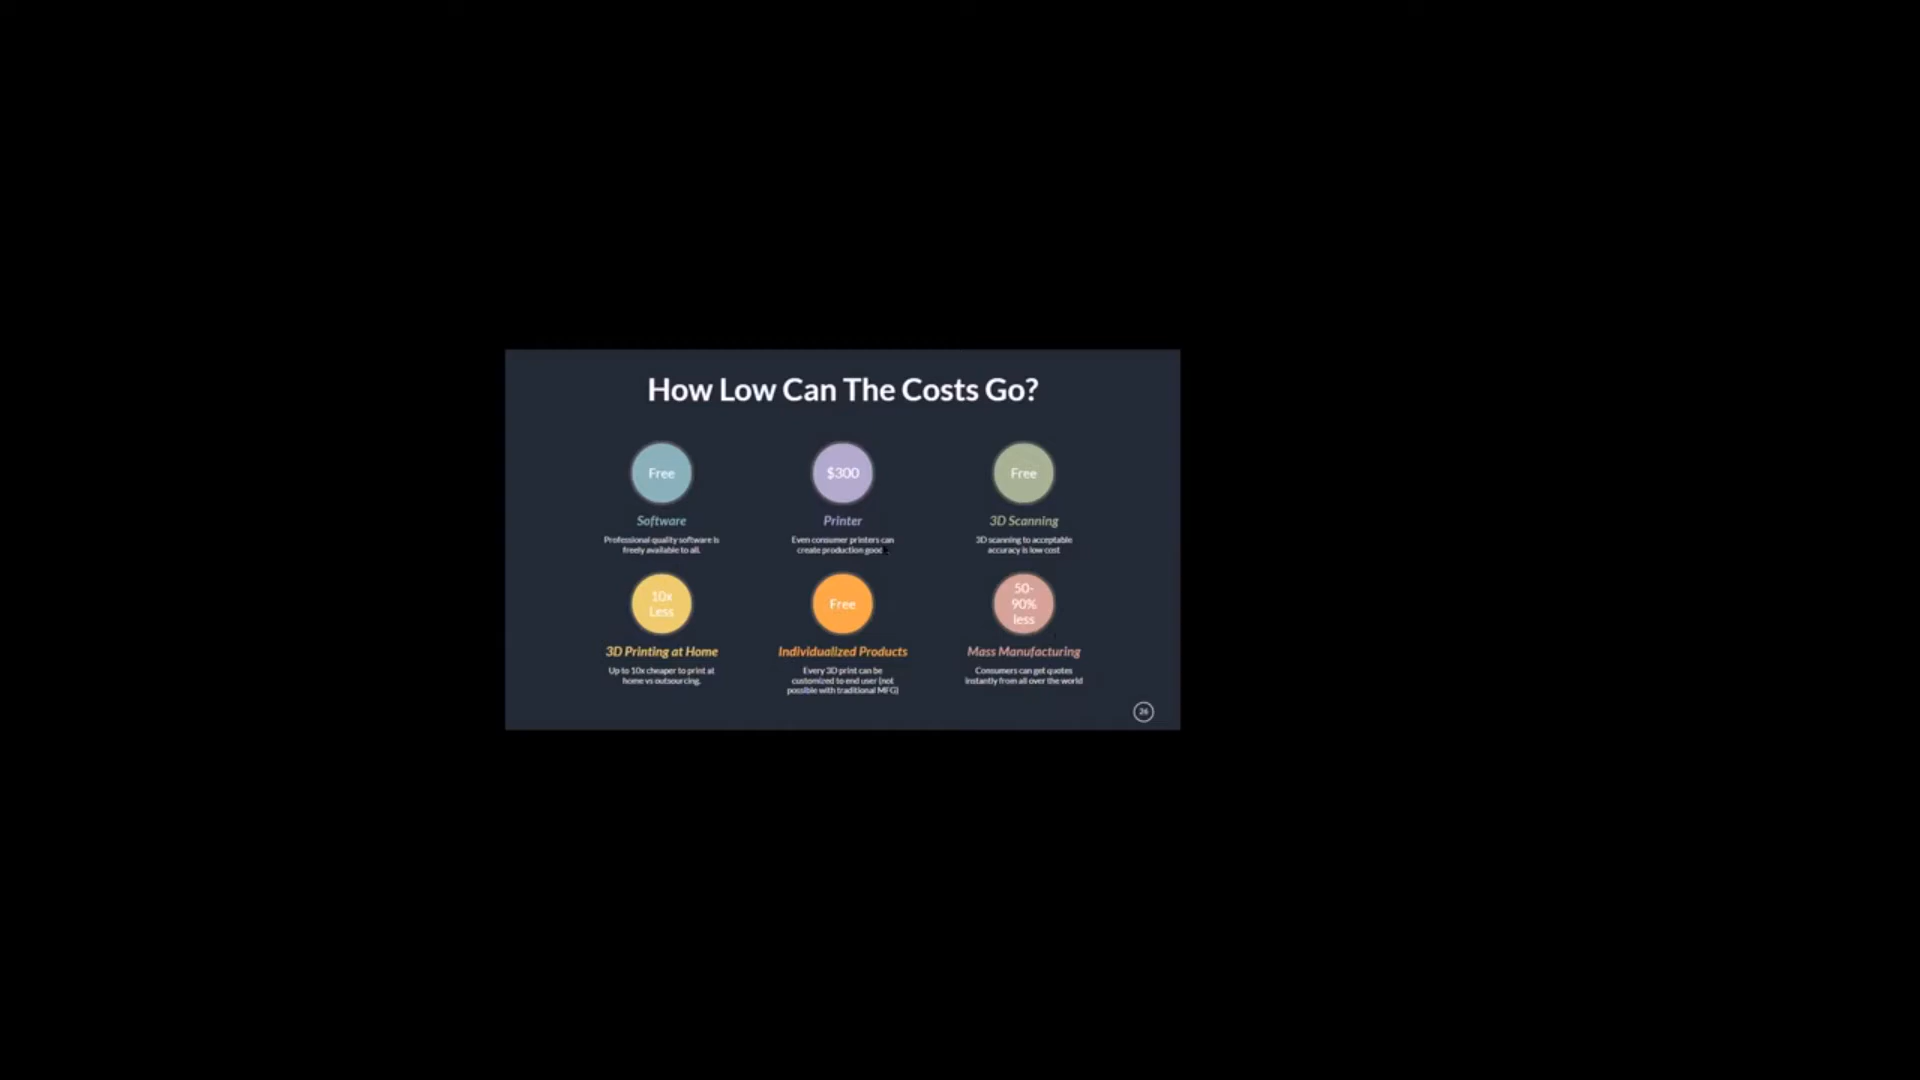 How Low Can The Costs Go?
Free
$300
Free
Software
Printer
3D Scanning
Professional quality software is
freely available to all.
Even consumer printers can
create production good
3D scanning to acceptable
accuracy is low cost
10x
Less
Free
50-
90%
less
3D Printing at Home
Individualized Products
Mass Manufacturing
Up to 10x cheaper to print at
home vs outsourcing.
Every 3D print can be
customized to end user (not
possible with traditional MFG)
Consumers can get quotes
instantly from all over the world
26